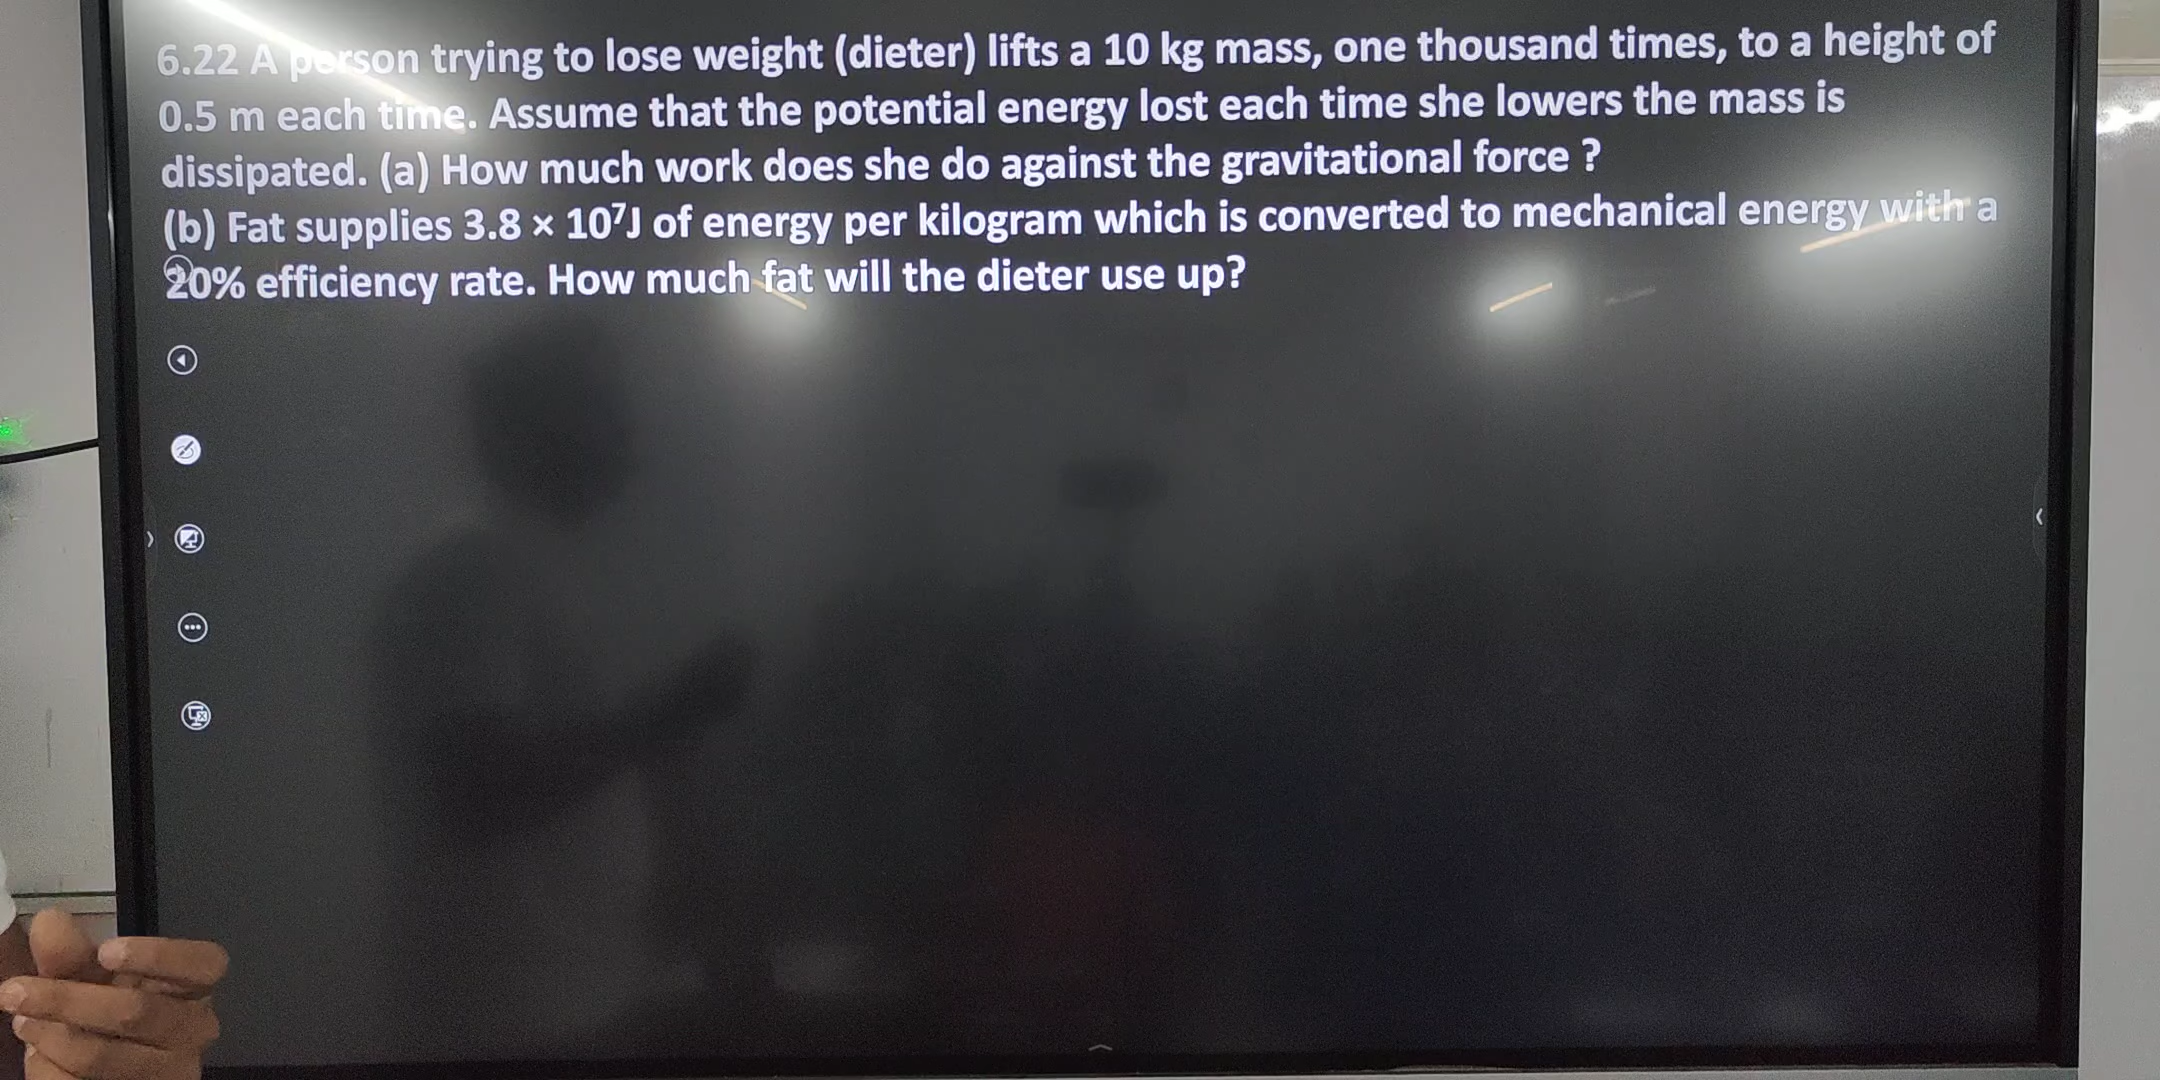 6.22 A person trying to lose weight (dieter) lifts a 10 kg mass, one thousand times, to a height of
0.5 m each time. Assume that the potential energy lost each time she lowers the mass is
dissipated. (a) How much work does she do against the gravitational force ?
(b) Fat supplies 3.8 × 10⁷J of energy per kilogram which is converted to mechanical energy with a
20% efficiency rate. How much fat will the dieter use up?